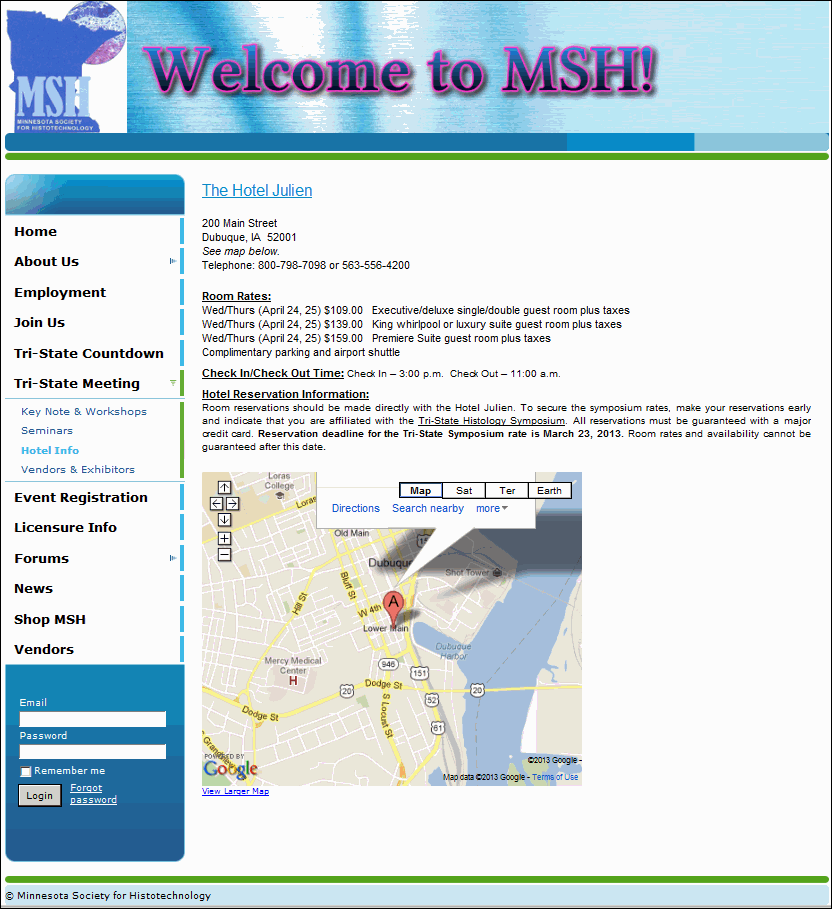 MSH
MINNESOTA SOCIETY
FOR HISTOTECHNOLOGY
Welcome to MSH!
Home
About Us
Employment
Join Us
Tri-State Countdown
Tri-State Meeting
Key Note & Workshops
Seminars
Hotel Info
Vendors & Exhibitors
Event Registration
Licensure Info
Forums
News
Shop MSH
Vendors
Email
Password
Remember me
Login
Forgot
password
The Hotel Julien
200 Main Street
Dubuque, IA  52001
See map below.
Telephone: 800-798-7098 or 563-556-4200
Room Rates:
Wed/Thurs (April 24, 25) $109.00   Executive/deluxe single/double guest room plus taxes
Wed/Thurs (April 24, 25) $139.00   King whirlpool or luxury suite guest room plus taxes
Wed/Thurs (April 24, 25) $159.00   Premiere Suite guest room plus taxes
Complimentary parking and airport shuttle
Check In/Check Out Time: Check In – 3:00 p.m.  Check Out – 11:00 a.m.
Hotel Reservation Information:
Room reservations should be made directly with the Hotel Julien. To secure the symposium rates, make your reservations early
and indicate that you are affiliated with the Tri-State Histology Symposium. All reservations must be guaranteed with a major
credit card. Reservation deadline for the Tri-State Symposium rate is March 23, 2013. Room rates and availability cannot be
guaranteed after this date.
Loras
College
Loras
Map
Sat
Ter
Earth
Directions
Search nearby
more
Old Main
15
Dubuque
Shot Tower
Bluff St
Hill St
W 4th
A
Lower Main
Dubuque
Harbor
Mercy Medical
Center
H
946
151
20
Dodge St
20
52
Dodge St
S Locust St
61
N Grandview
POWERED BY
Google
©2013 Google -
Map data ©2013 Google - Terms of Use
View Larger Map
© Minnesota Society for Histotechnology